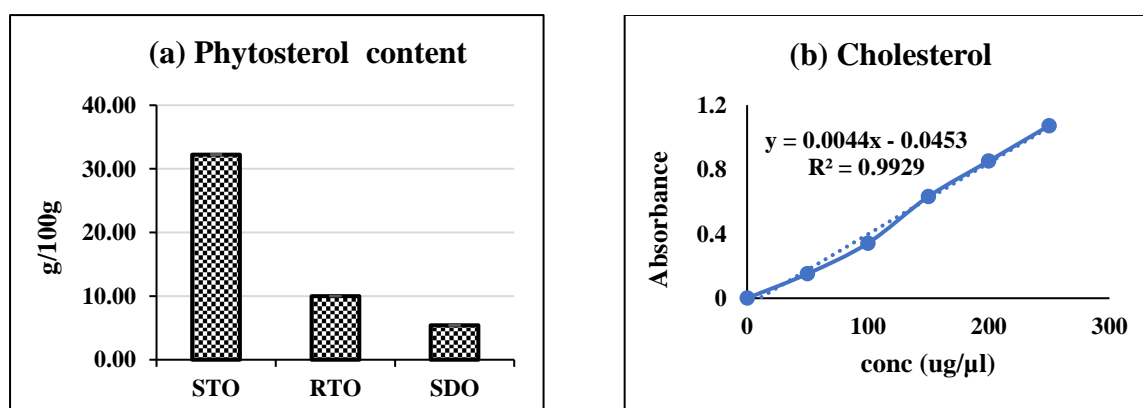 (a) Phytosterol content
40.00
30.00
20.00
10.00
0.00
g/100g
STO RTO SDO
(b) Cholesterol
1.2
0.8
0.4
0
Absorbance
y = 0.0044x - 0.0453
R² = 0.9929
0 100 200 300
conc (ug/µl)